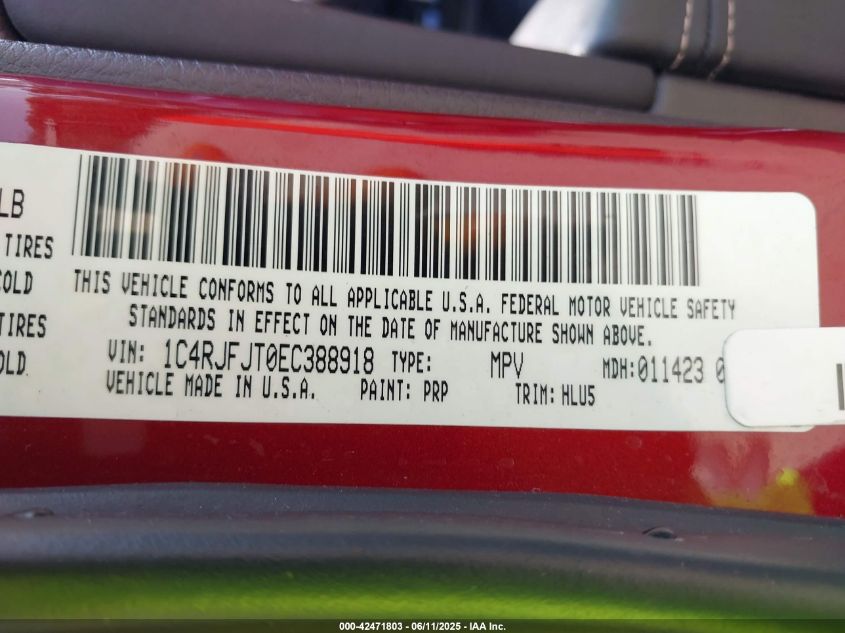 LB
TIRES
COLD
TIRES
OLD
THIS VEHICLE CONFORMS TO ALL APPLICABLE U.S.A. FEDERAL MOTOR VEHICLE SAFETY
STANDARDS IN EFFECT ON THE DATE OF MANUFACTURE SHOWN ABOVE.
VIN: 1C4RJFJT0EC388918 TYPE: MPV MDH:011423 0
VEHICLE MADE IN U.S.A. PAINT: PRP TRIM: HLU5
000-42471803 - 06/11/2025 - IAA Inc.